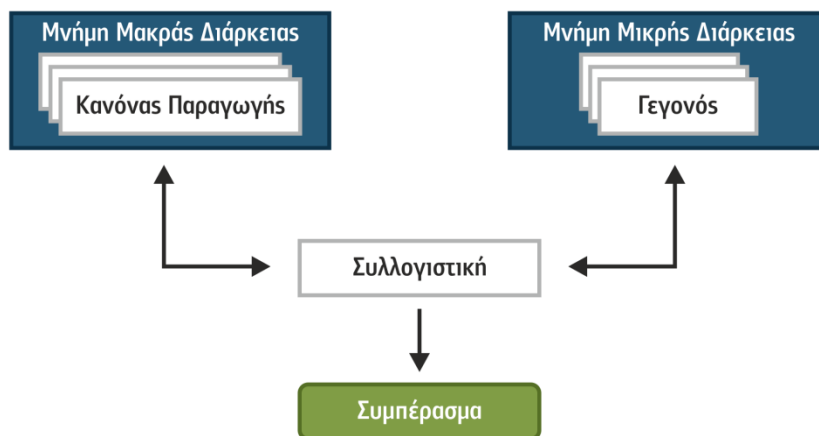 Μνήμη Μακράς Διάρκειας
Κανόνας Παραγωγής
Μνήμη Μικρής Διάρκειας
Γεγονός
Συλλογιστική
Συμπέρασμα